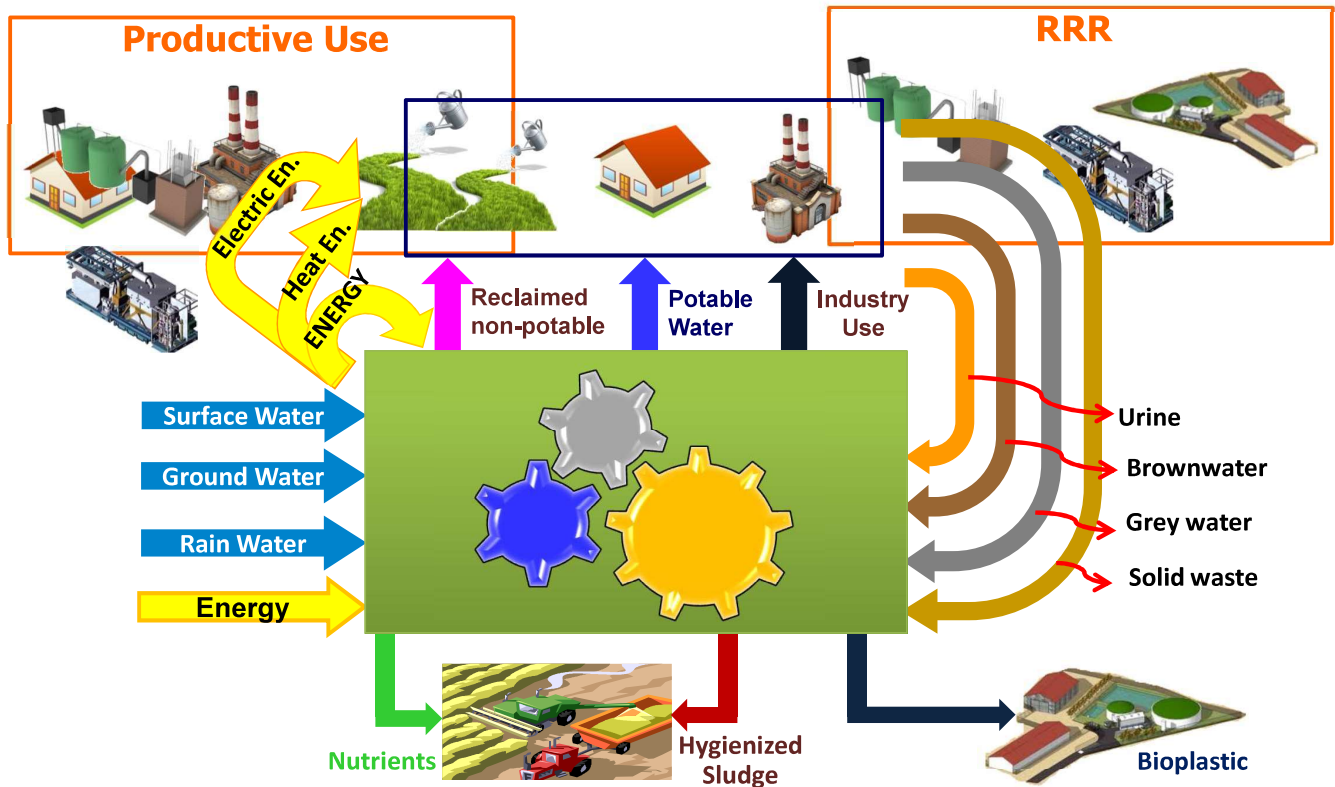 Productive Use
RRR
Electric En.
Heat En.
ENERGY
Reclaimed
non-potable
Potable
Water
Industry
Use
Surface Water
Ground Water
Rain Water
Energy
Urine
Brownwater
Grey water
Solid waste
Nutrients
Hygienized
Sludge
Bioplastic